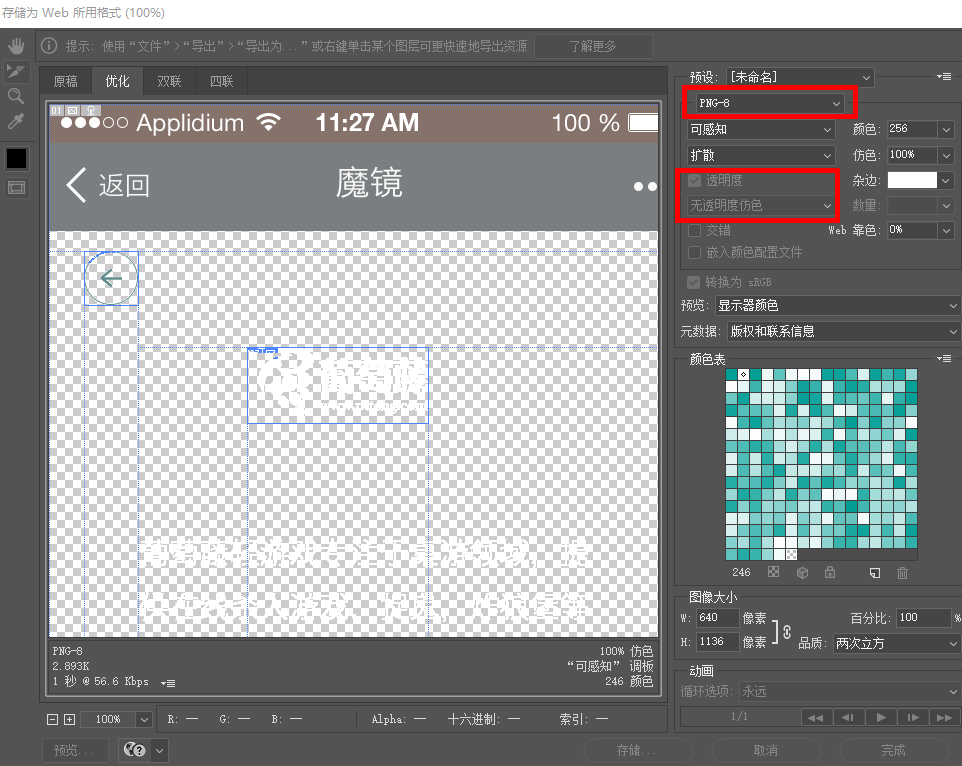 存储为 Web 所用格式 (100%)
提示: 使用“文件”>“导出”>“导出为...”或右键单击某个图层可更快速地导出资源
了解更多
原稿 优化 双联 四联
01
Applidium 11:27 AM 100 %
返回 魔镜
PNG-8
2.893K
1 秒 @ 56.6 Kbps
100% 仿色
“可感知” 调板
246 颜色
100% R: — G: — B: — Alpha: — 十六进制: — 索引: —
预览... 存储... 取消 完成
预设: [未命名]
PNG-8
可感知 颜色: 256
扩散 仿色: 100%
透明度 杂边:
无透明度仿色 数量:
交错 Web 靠色: 0%
嵌入颜色配置文件
转换为 sRGB
预览: 显示器颜色
元数据: 版权和联系信息
颜色表
246
图像大小
W: 640 像素 百分比: 100 %
H: 1136 像素 品质: 两次立方
动画
循环选项: 永远
1/1